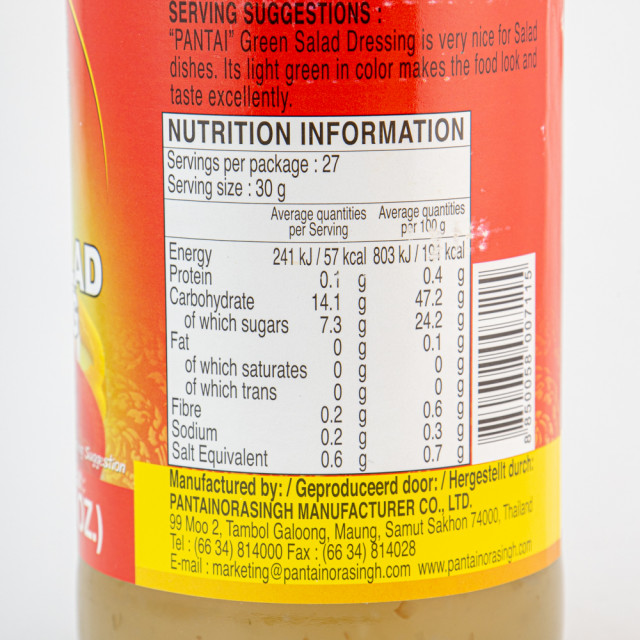 SERVING SUGGESTIONS :
"PANTAI" Green Salad Dressing is very nice for Salad
dishes. Its light green in color makes the food look and
taste excellently.
NUTRITION INFORMATION
Servings per package : 27
Serving size : 30 g
Average quantities per Serving Average quantities per 100 g
Energy 241 kJ / 57 kcal 803 kJ / kcal
Protein 0.1 g 0.4 g
Carbohydrate 14.1 g 47.2 g
of which sugars 7.3 g 24.2 g
Fat 0 g 0.1 g
of which saturates 0 g 0 g
of which trans 0 g 0 g
Fibre 0.2 g 0.6 g
Sodium 0.2 g 0.3 g
Salt Equivalent 0.6 g 0.7 g
8 850058 007115
AD
Suggestion
OZ.)
Manufactured by: / Geproduceerd door: / Hergestellt durch:
PANTAINORASINGH MANUFACTURER CO., LTD.
99 Moo 2, Tambol Galoong, Maung, Samut Sakhon 74000, Thailand
Tel : (66 34) 814000 Fax : (66 34) 814028
E-mail : marketing@pantainorasingh.com www.pantainorasingh.com